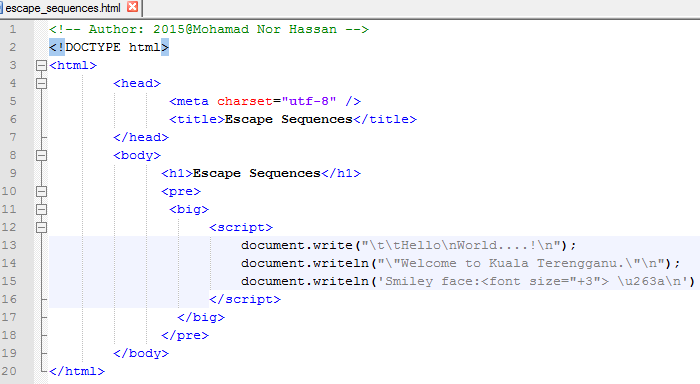 escape_sequences.html
1 <!-- Author: 2015@Mohamad Nor Hassan -->
2 <!DOCTYPE html>
3 <html>
4 <head>
5 <meta charset="utf-8" />
6 <title>Escape Sequences</title>
7 </head>
8 <body>
9 <h1>Escape Sequences</h1>
10 <pre>
11 <big>
12 <script>
13 document.write("\t\tHello\nWorld....!\n");
14 document.writeln("\"Welcome to Kuala Terengganu.\"\n");
15 document.writeln('Smiley face:<font size="+3"> \u263a\n')
16 </script>
17 </big>
18 </pre>
19 </body>
20 </html>